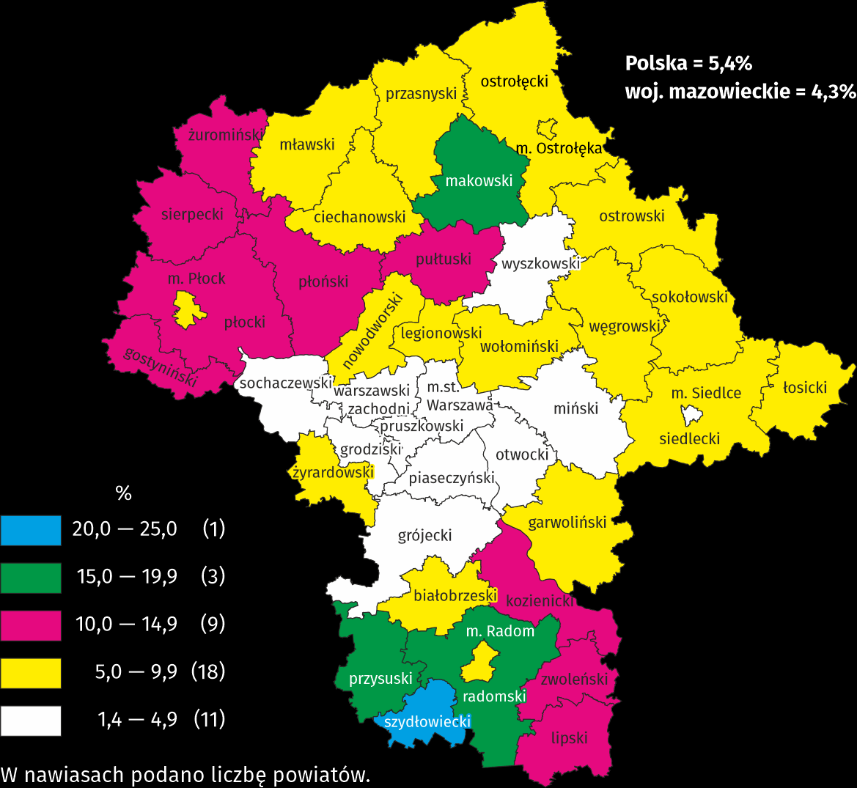 Polska = 5,4%
woj. mazowieckie = 4,3%
ostrołęcki
przasnyski
żuromiński
mławski
m. Ostrołęka
makowski
sierpecki
ciechanowski
ostrowski
pułtuski
wyszkowski
m. Płock
płoński
sokołowski
płocki
nowodworski
legionowski
węgrowski
wołomiński
gostyniński
sochaczewski
warszawski
zachodni
m.st.
Warszawa
m. Siedlce
łosicki
miński
pruszkowski
siedlecki
grodziski
otwocki
żyrardowski
piaseczyński
garwoliński
grójecki
białobrzeski
kozienicki
m. Radom
przysuski
zwoleński
radomski
szydłowiecki
lipski
%
20,0 — 25,0 (1)
15,0 — 19,9 (3)
10,0 — 14,9 (9)
5,0 — 9,9 (18)
1,4 — 4,9 (11)
W nawiasach podano liczbę powiatów.